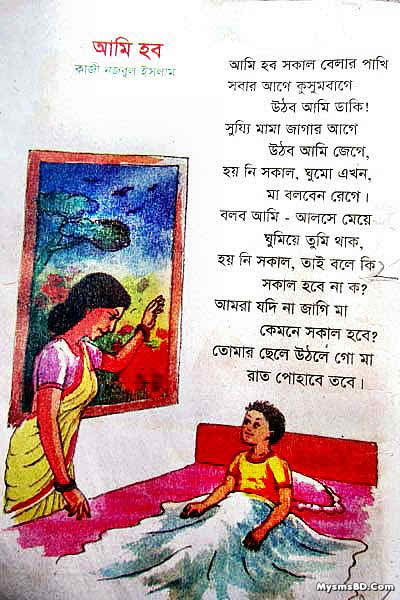 আমি হব
কাজী নজরুল ইসলাম
আমি হব সকাল বেলার পাখি
সবার আগে কুসুমবাগে
উঠব আমি ডাকি!
সুয্যি মামা জাগার আগে
উঠব আমি জেগে,
হয় নি সকাল, ঘুমো এখন,
মা বলবেন রেগে।
বলব আমি - আলসে মেয়ে
ঘুমিয়ে তুমি থাক,
হয় নি সকাল, তাই বলে কি
সকাল হবে না ক?
আমরা যদি না জাগি মা
কেমনে সকাল হবে?
তোমার ছেলে উঠলে গো মা
রাত পোহাবে তবে।
MysmsBD.Com